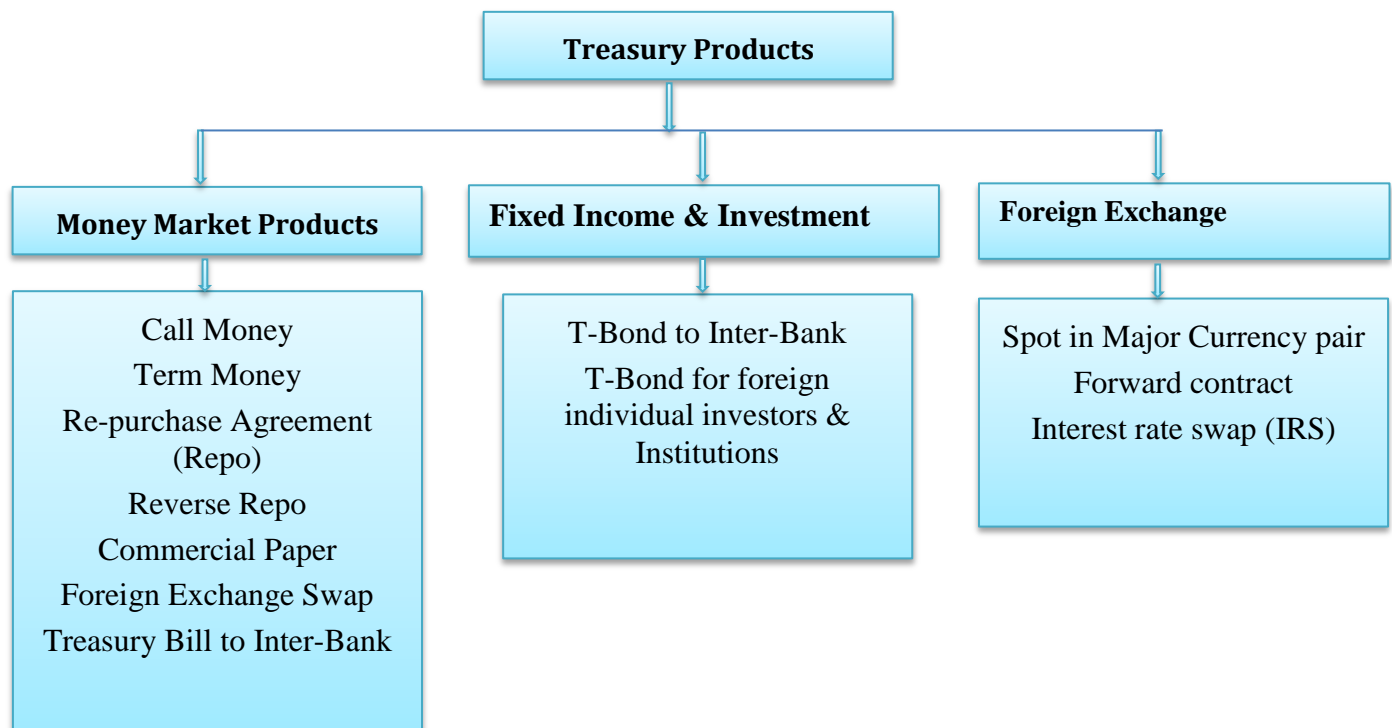 Treasury Products
Money Market Products
Call Money
Term Money
Re-purchase Agreement
(Repo)
Reverse Repo
Commercial Paper
Foreign Exchange Swap
Treasury Bill to Inter-Bank
Fixed Income & Investment
T-Bond to Inter-Bank
T-Bond for foreign
individual investors &
Institutions
Foreign Exchange
Spot in Major Currency pair
Forward contract
Interest rate swap (IRS)